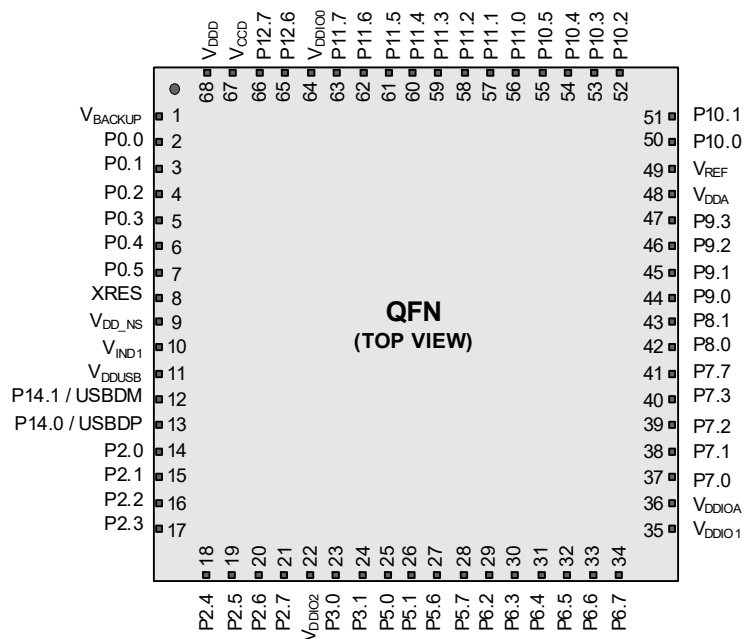 VDDD VCCD P12.7 P12.6 VDDIO0 P11.7 P11.6 P11.5 P11.4 P11.3 P11.2 P11.1 P11.0 P10.5 P10.4 P10.3 P10.2
68 67 66 65 64 63 62 61 60 59 58 57 56 55 54 53 52
VBACKUP 1 51 P10.1
P0.0 2 50 P10.0
P0.1 3 49 VREF
P0.2 4 48 VDDA
P0.3 5 47 P9.3
P0.4 6 46 P9.2
P0.5 7 45 P9.1
XRES 8 44 P9.0
VDD_NS 9 43 P8.1
VIND1 10 42 P8.0
VDDUSB 11 41 P7.7
P14.1 / USBDM 12 40 P7.3
P14.0 / USBDP 13 39 P7.2
P2.0 14 38 P7.1
P2.1 15 37 P7.0
P2.2 16 36 VDDIOA
P2.3 17 35 VDDIO1
QFN
(TOP VIEW)
18 19 20 21 22 23 24 25 26 27 28 29 30 31 32 33 34
P2.4 P2.5 P2.6 P2.7 VDDIO2 P3.0 P3.1 P5.0 P5.1 P5.6 P5.7 P6.2 P6.3 P6.4 P6.5 P6.6 P6.7